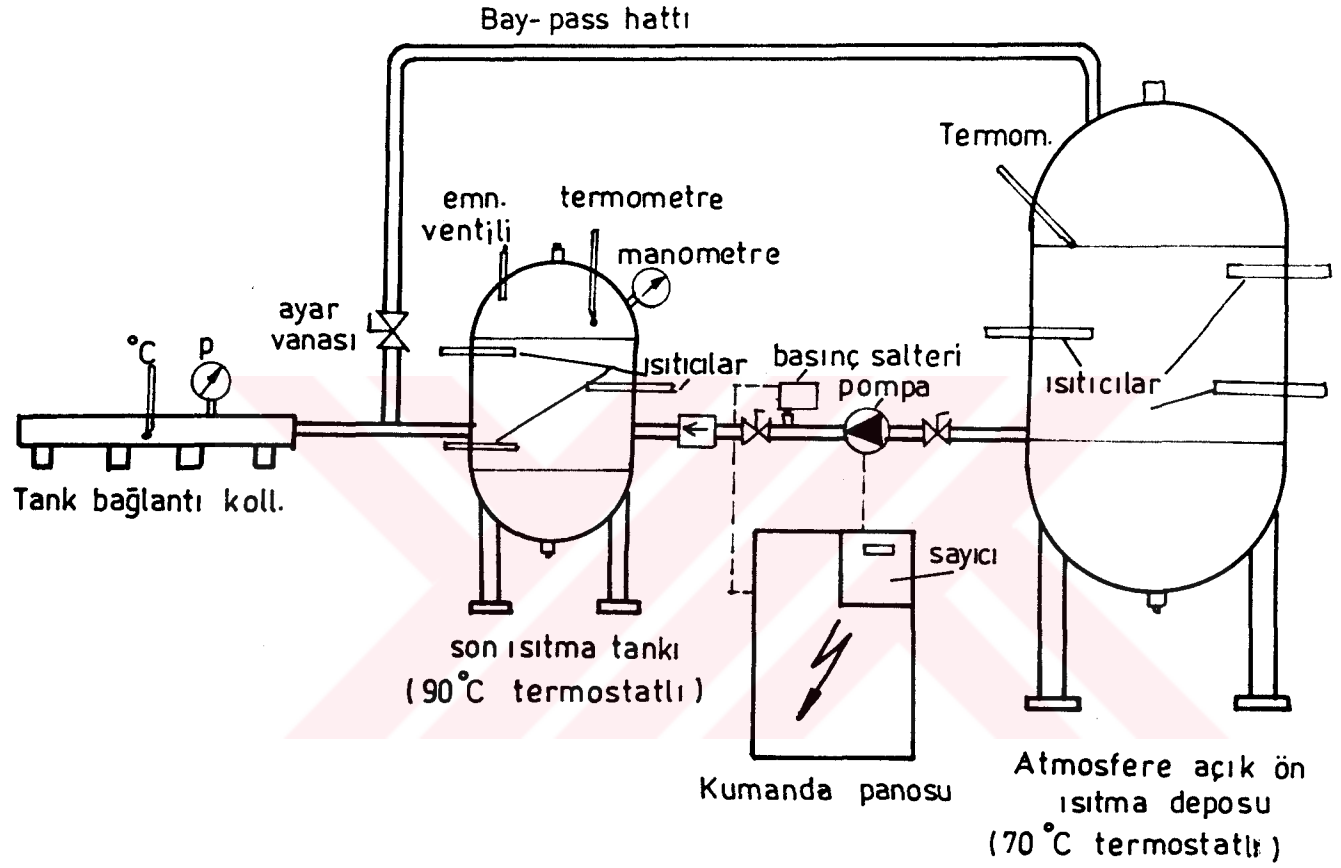 Bay-pass hattı
Termom.
emn.
ventili
termometre
manometre
ayar
vanası
°C
p
ısıtıcılar
basınç salteri
pompa
ısıtıcılar
Tank bağlantı koll.
sayıcı
son ısıtma tankı
(90°C termostatlı)
Kumanda panosu
Atmosfere açık ön
ısıtma deposu
(70°C termostatlı)